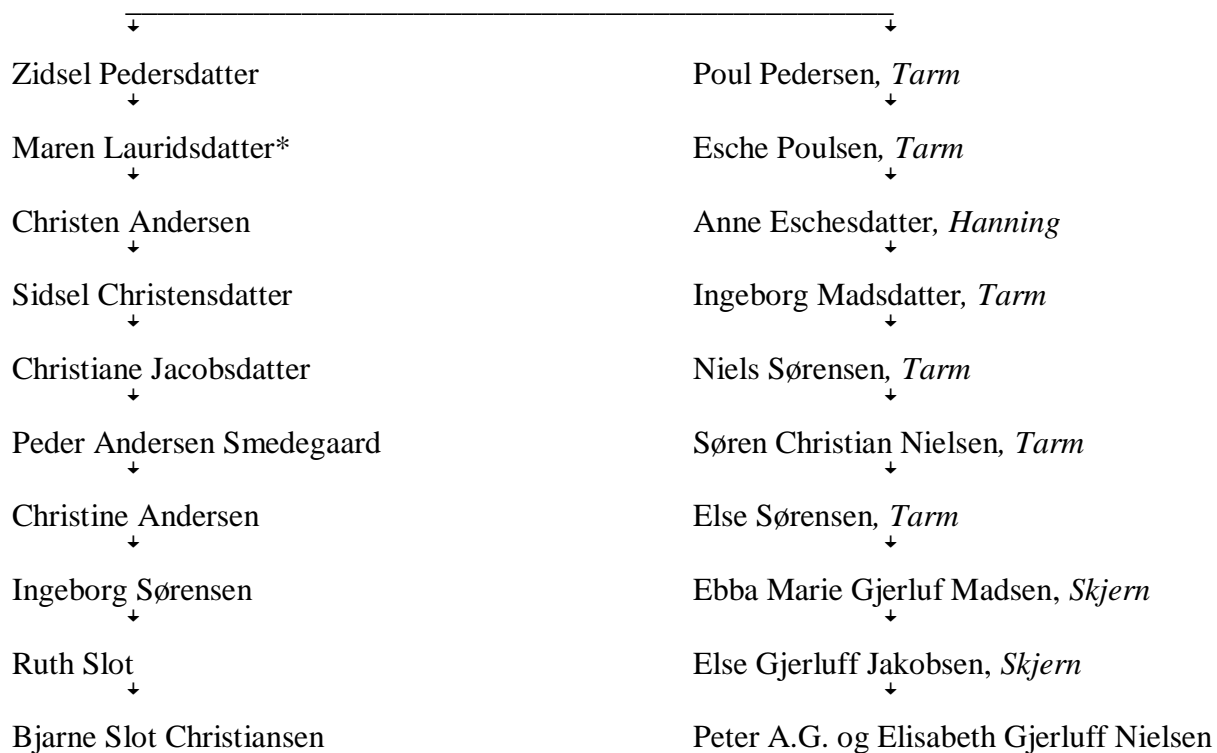 Zidsel Pedersdatter Poul Pedersen, Tarm
Maren Lauridsdatter* Esche Poulsen, Tarm
Christen Andersen Anne Eschesdatter, Hanning
Sidsel Christensdatter Ingeborg Madsdatter, Tarm
Christiane Jacobsdatter Niels Sørensen, Tarm
Peder Andersen Smedegaard Søren Christian Nielsen, Tarm
Christine Andersen Else Sørensen, Tarm
Ingeborg Sørensen Ebba Marie Gjerluf Madsen, Skjern
Ruth Slot Else Gjerluff Jakobsen, Skjern
Bjarne Slot Christiansen Peter A.G. og Elisabeth Gjerluff Nielsen